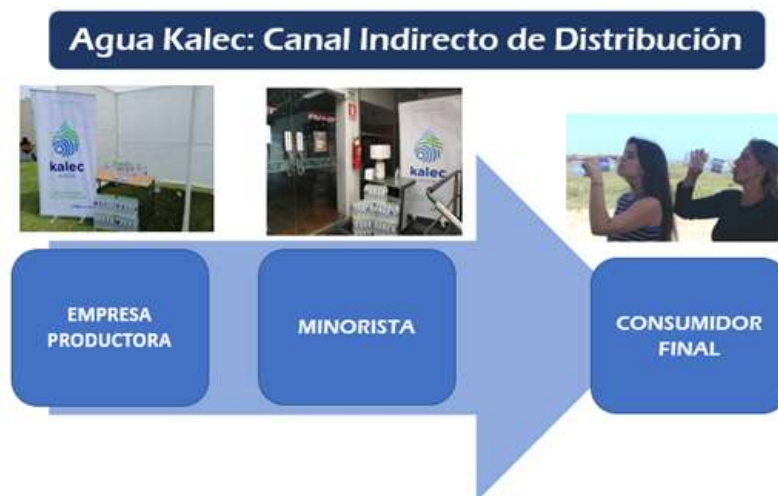 Agua Kalec: Canal Indirecto de Distribución
kalec
kalec
EMPRESA
PRODUCTORA
MINORISTA
CONSUMIDOR
FINAL